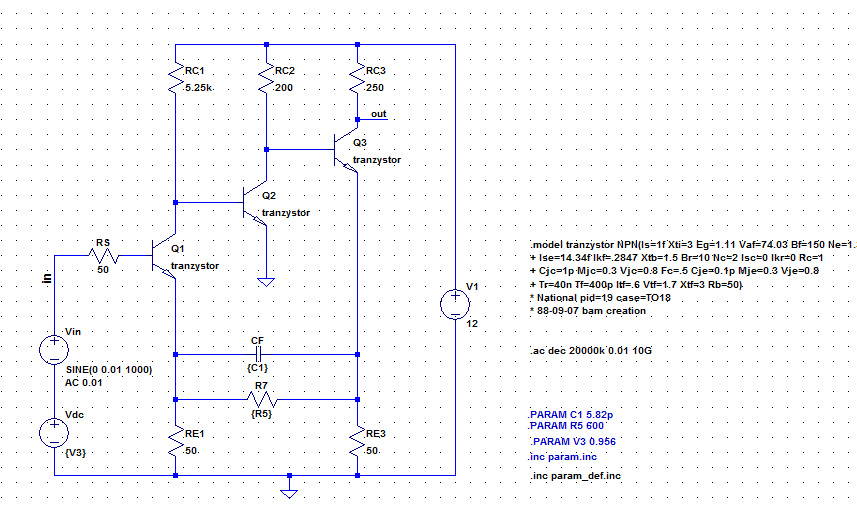 RC1
5.25k
RC2
200
RC3
250
out
Q3
tranzystor
Q2
tranzystor
Q1
tranzystor
RS
50
in
Vin
SINE(0 0.01 1000)
AC 0.01
Vdc
{V3}
CF
{C1}
R7
{R5}
RE1
50
RE3
50
V1
12
.model tranzystor NPN(Is=1f Xti=3 Eg=1.11 Vaf=74.03 Bf=150 Ne=1.
+ Ise=14.34f Ikf=.2847 Xtb=1.5 Br=10 Nc=2 Isc=0 Ikr=0 Rc=1
+ Cjc=1p Mjc=0.3 Vjc=0.8 Fc=.5 Cje=0.1p Mje=0.3 Vje=0.8
+ Tr=40n Tf=400p Itf=.6 Vtf=1.7 Xtf=3 Rb=50)
* National pid=19 case=TO18
* 88-09-07 bam creation
.ac dec 20000k 0.01 10G
.PARAM C1 5.82p
.PARAM R5 600
.PARAM V3 0.956
.inc param.inc
.inc param_def.inc